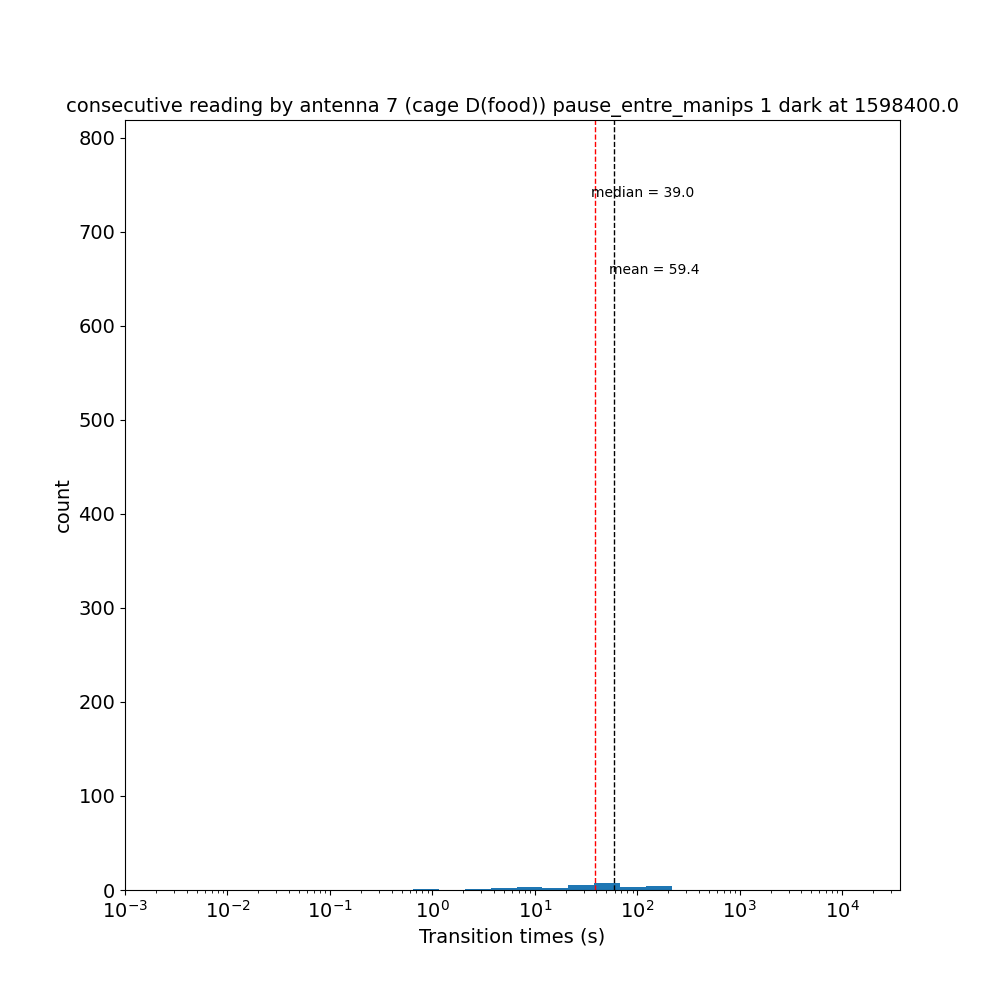 consecutive reading by antenna 7 (cage D(food)) pause_entre_manips 1 dark at 1598400.0
800
median = 39.0
700
mean = 59.4
600
500
400
count
300
200
100
0
10⁻³ 10⁻² 10⁻¹ 10⁰ 10¹ 10² 10³ 10⁴
Transition times (s)